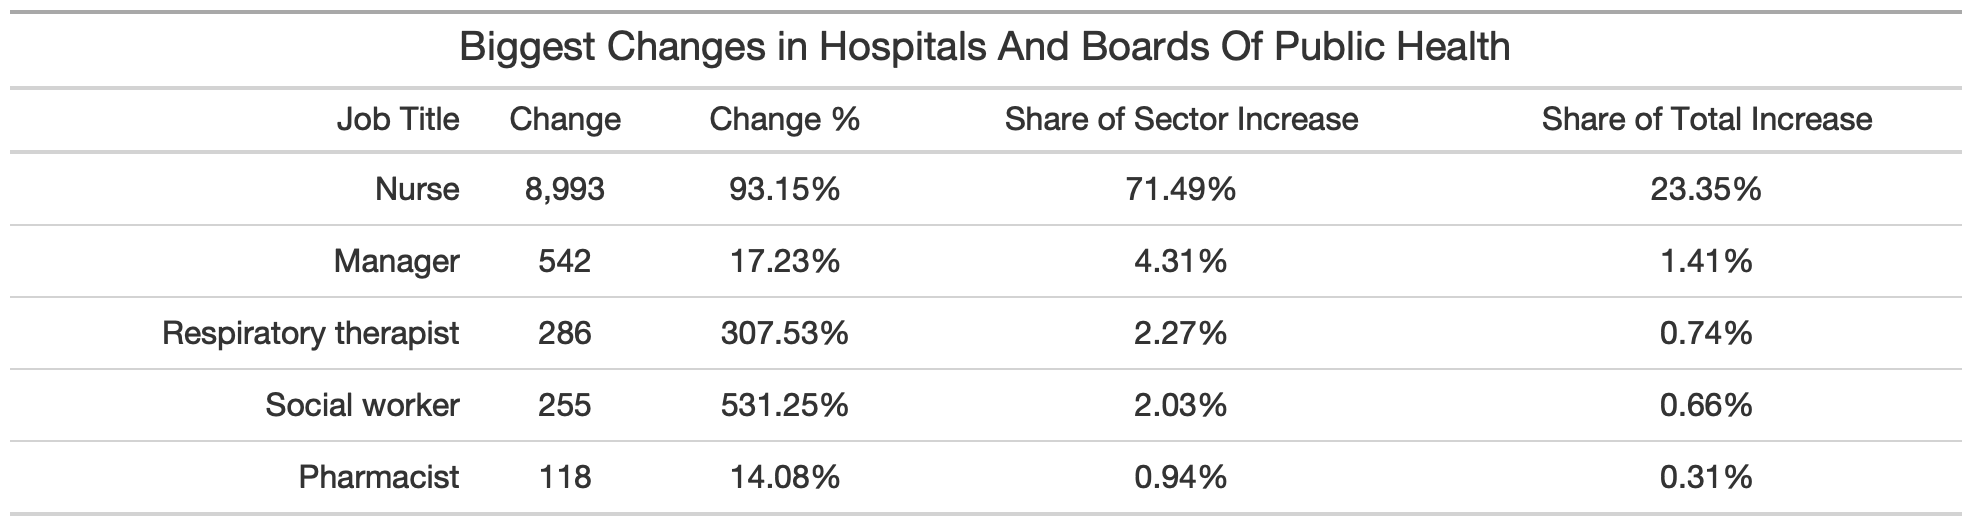 Biggest Changes in Hospitals And Boards Of Public Health
Job Title Change Change % Share of Sector Increase Share of Total Increase
Nurse 8,993 93.15% 71.49% 23.35%
Manager 542 17.23% 4.31% 1.41%
Respiratory therapist 286 307.53% 2.27% 0.74%
Social worker 255 531.25% 2.03% 0.66%
Pharmacist 118 14.08% 0.94% 0.31%